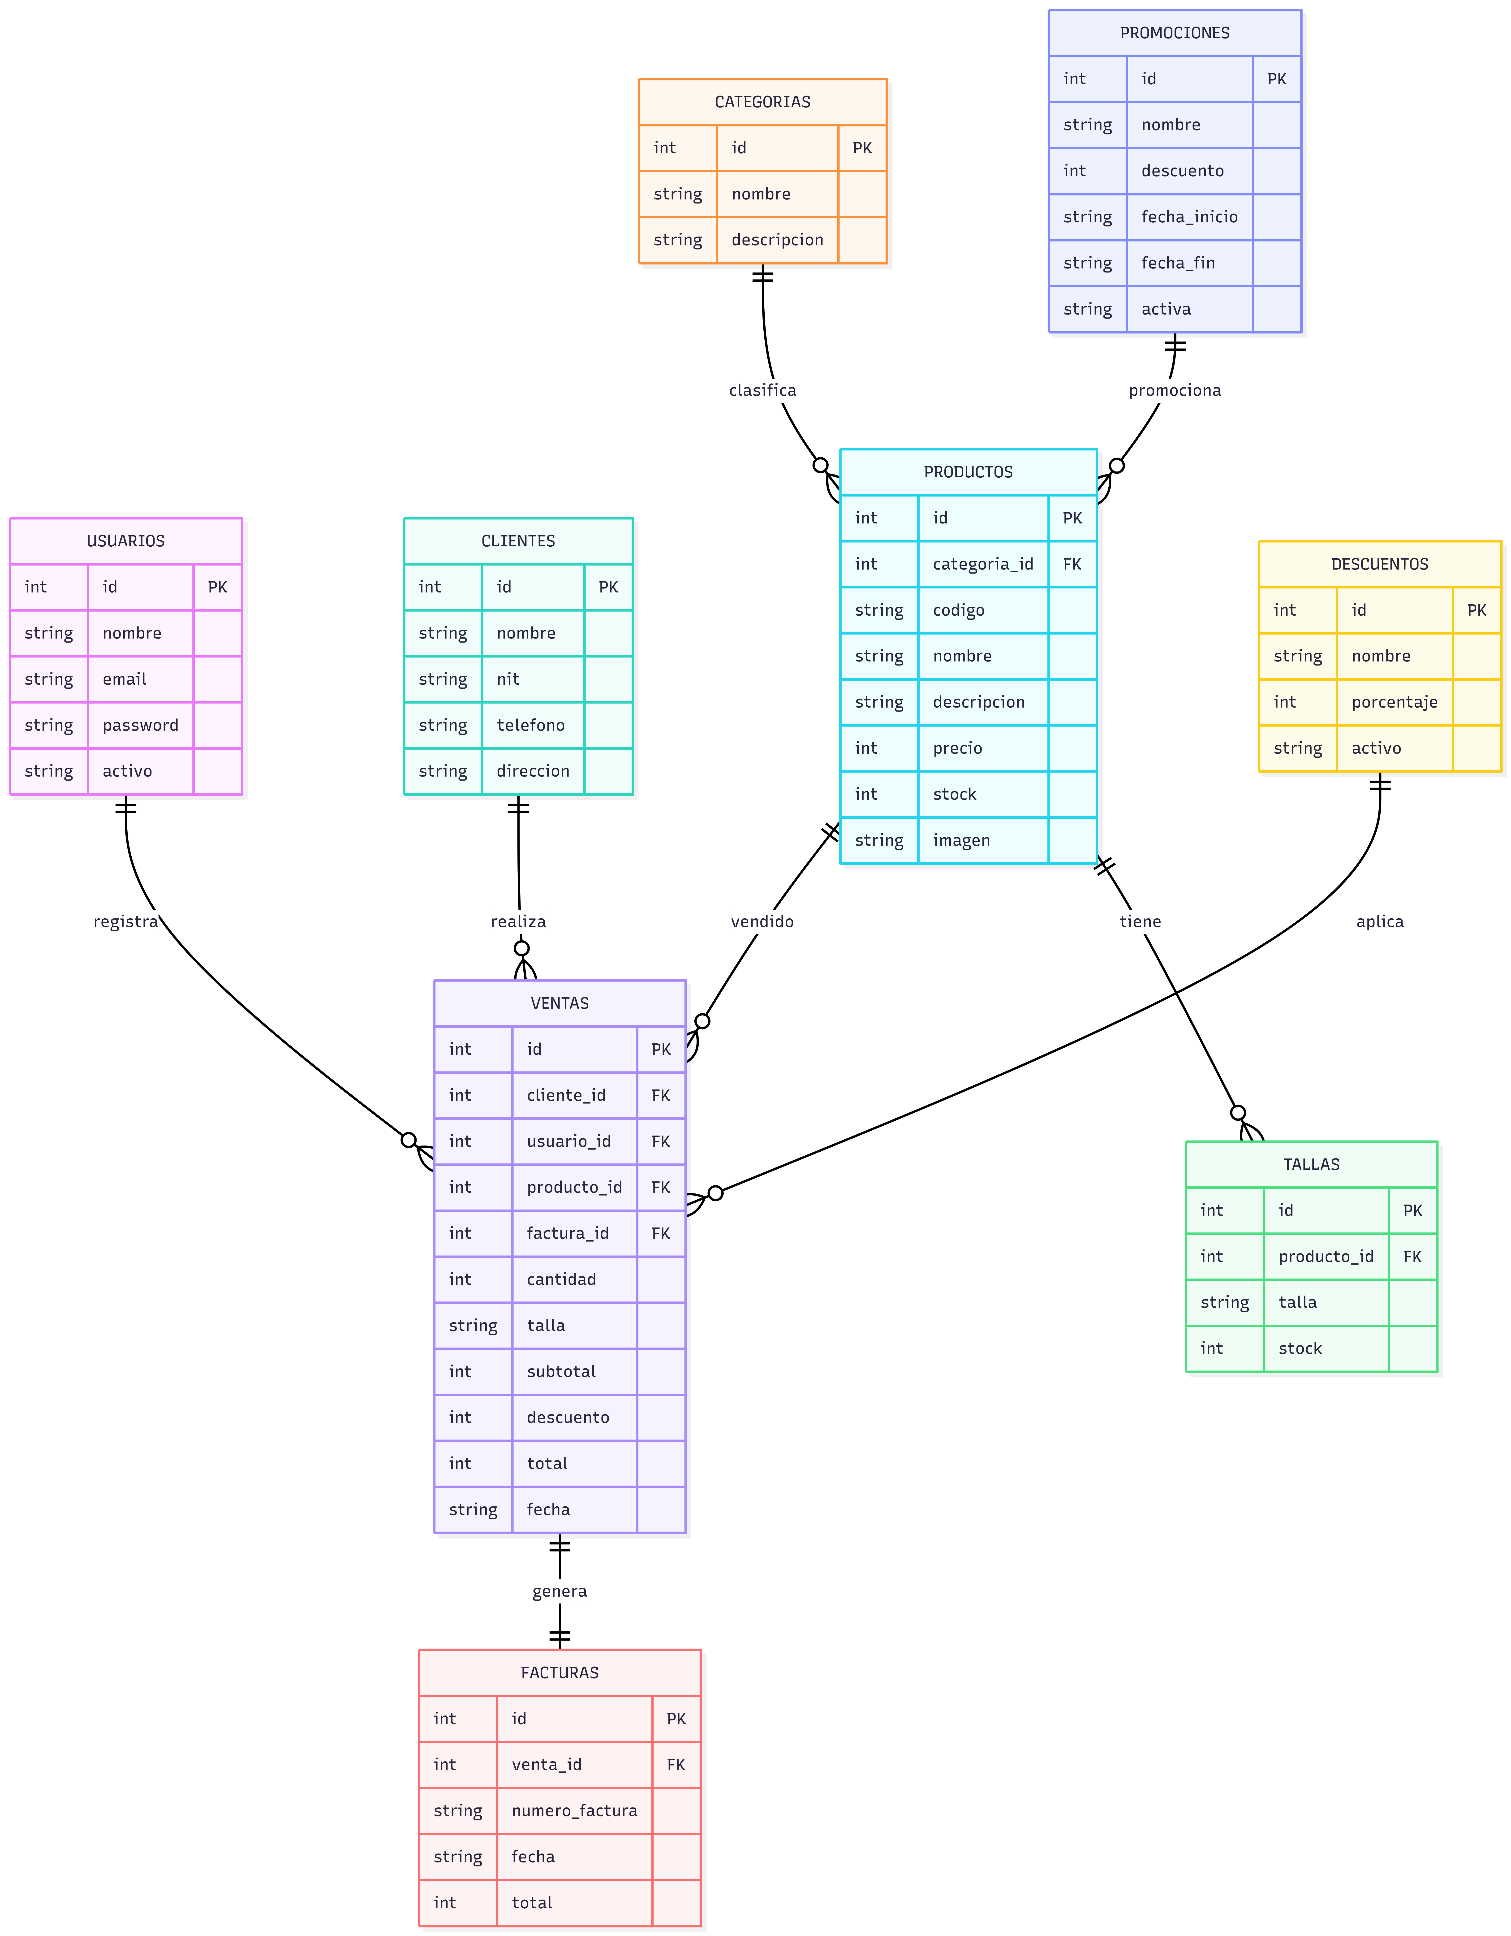 PROMOCIONES
int id PK
string nombre
int descuento
string fecha_inicio
string fecha_fin
string activa
CATEGORIAS
int id PK
string nombre
string descripcion
clasifica
promociona
PRODUCTOS
int id PK
int categoria_id FK
string codigo
string nombre
string descripcion
int precio
int stock
string imagen
USUARIOS
int id PK
string nombre
string email
string password
string activo
CLIENTES
int id PK
string nombre
string nit
string telefono
string direccion
DESCUENTOS
int id PK
string nombre
int porcentaje
string activo
registra
realiza
vendido
tiene
aplica
VENTAS
int id PK
int cliente_id FK
int usuario_id FK
int producto_id FK
int factura_id FK
int cantidad
string talla
int subtotal
int descuento
int total
string fecha
TALLAS
int id PK
int producto_id FK
string talla
int stock
genera
FACTURAS
int id PK
int venta_id FK
string numero_factura
string fecha
int total